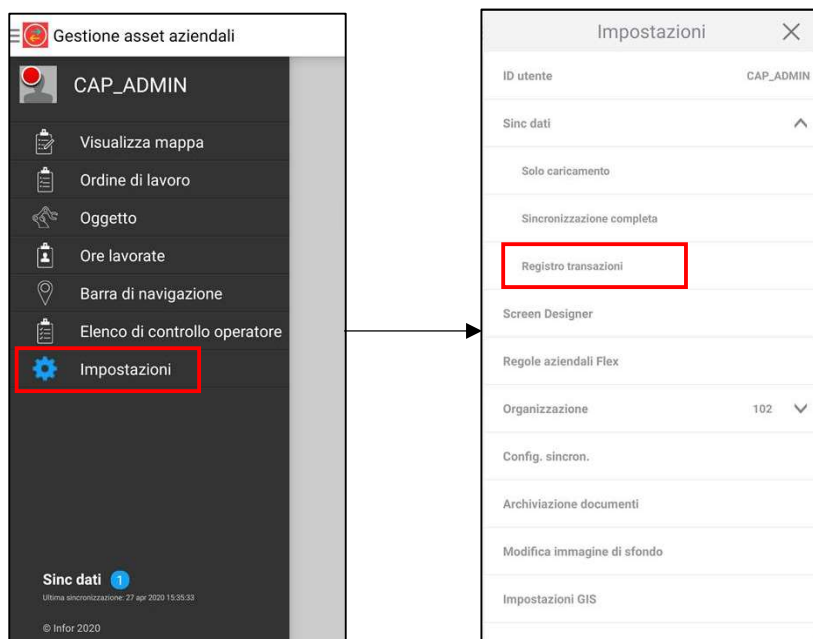 Gestione asset aziendali
CAP_ADMIN
Visualizza mappa
Ordine di lavoro
Oggetto
Ore lavorate
Barra di navigazione
Elenco di controllo operatore
Impostazioni
Sinc dati 1
Ultima sincronizzazione: 27 apr 2020 15:35:33
© Infor 2020
Impostazioni
ID utente CAP_ADMIN
Sinc dati
Solo caricamento
Sincronizzazione completa
Registro transazioni
Screen Designer
Regole aziendali Flex
Organizzazione 102
Config. sincron.
Archiviazione documenti
Modifica immagine di sfondo
Impostazioni GIS